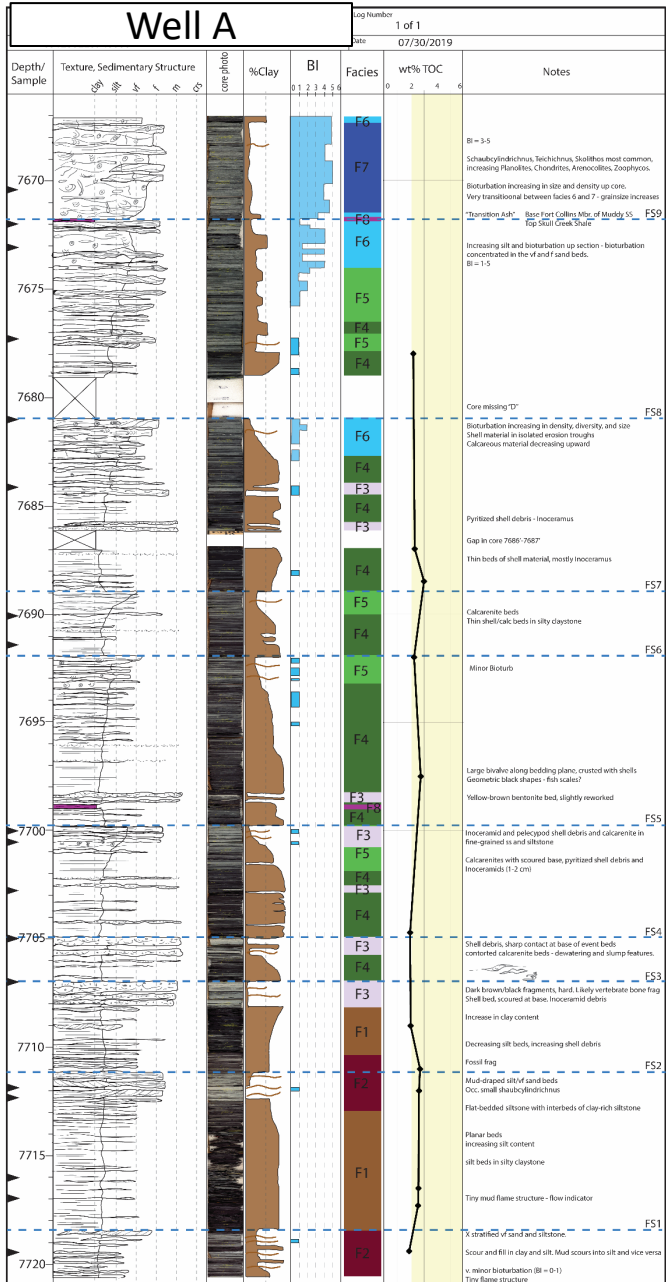 Well A
Log Number
1 of 1
Date 07/30/2019
Depth/ Sample
Texture, Sedimentary Structure
clay silt vf f m crs
core photo
%Clay
BI
0 1 2 3 4 5 6
Facies
wt% TOC
0 2 4 6
Notes
F6
BI = 3-5
F7
Schaubcylindrichnus, Teichichnus, Skolithos most common,
increasing Planolites, Chondrites, Arenocolites, Zoophycos.
7670
Bioturbation increasing in size and density up core.
Very transitional between facies 6 and 7 - grainsize increases
"Transition Ash" Base Fort Collins Mbr. of Muddy SS
FS9
F8
Top Skull Creek Shale
F6
Increasing silt and bioturbation up section - bioturbation
concentrated in the vf and f sand beds.
BI = 1-5
7675
F5
F4
F5
F4
7680
Core missing "D"
FS8
Bioturbation increasing in density, diversity, and size
Shell material in isolated erosion troughs
Calcareous material decreasing upward
F6
F4
F3
7685
F4
F3
Pyritized shell debris - Inoceramus
Gap in core 7686'-7687'
Thin beds of shell material, mostly Inoceramus
F4
FS7
F5
7690
Calcarenite beds
Thin shell/calc beds in silty claystone
F4
FS6
F5
Minor Bioturb
7695
F4
Large bivalve along bedding plane, crusted with shells
Geometric black shapes - fish scales?
F3
Yellow-brown bentonite bed, slightly reworked
F8
F4
FS5
7700
F3
Inoceramid and pelecypod shell debris and calcarenite in
fine-grained ss and siltstone
F5
Calcarenites with scoured base, pyritized shell debris and
Inoceramids (1-2 cm)
F4
F3
F4
7705
FS4
F3
Shell debris, sharp contact at base of event beds
contorted calcarenite beds - dewatering and slump features.
F4
FS3
F3
Dark brown/black fragments, hard. Likely vertebrate bone frag
Shell bed, scoured at base. Inoceramid debris
Increase in clay content
F1
7710
Decreasing silt beds, increasing shell debris
Fossil frag
FS2
F2
Mud-draped silt/vf sand beds
Occ. small shaubcylindrichnus
Flat-bedded siltsone with interbeds of clay-rich siltstone
7715
Planar beds
increasing silt content
F1
silt beds in silty claystone
Tiny mud flame structure - flow indicator
FS1
X stratified vf sand and siltstone.
F2
Scour and fill in clay and silt. Mud scours into silt and vice versa
7720
v. minor bioturbation (BI = 0-1)
Tiny flame structure